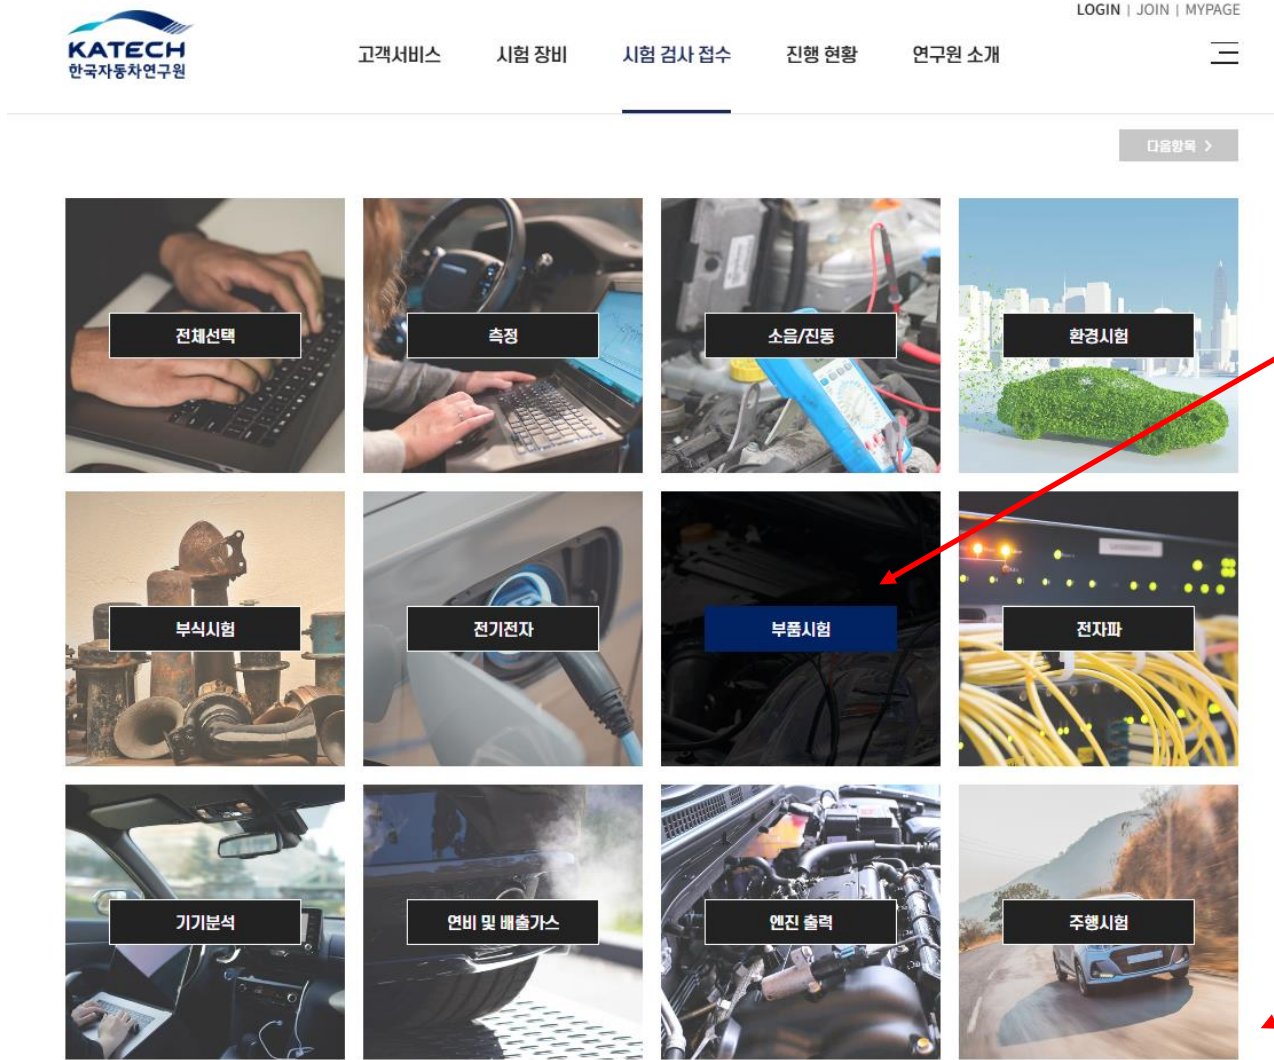 LOGIN | JOIN | MYPAGE
KATECH
한국자동차연구원
고객서비스 시험 장비 시험 검사 접수 진행 현황 연구원 소개
다음항목 >
전체선택 측정 소음/진동 환경시험
부식시험 전기전자 부품시험 전자파
기기분석 연비 및 배출가스 엔진 출력 주행시험